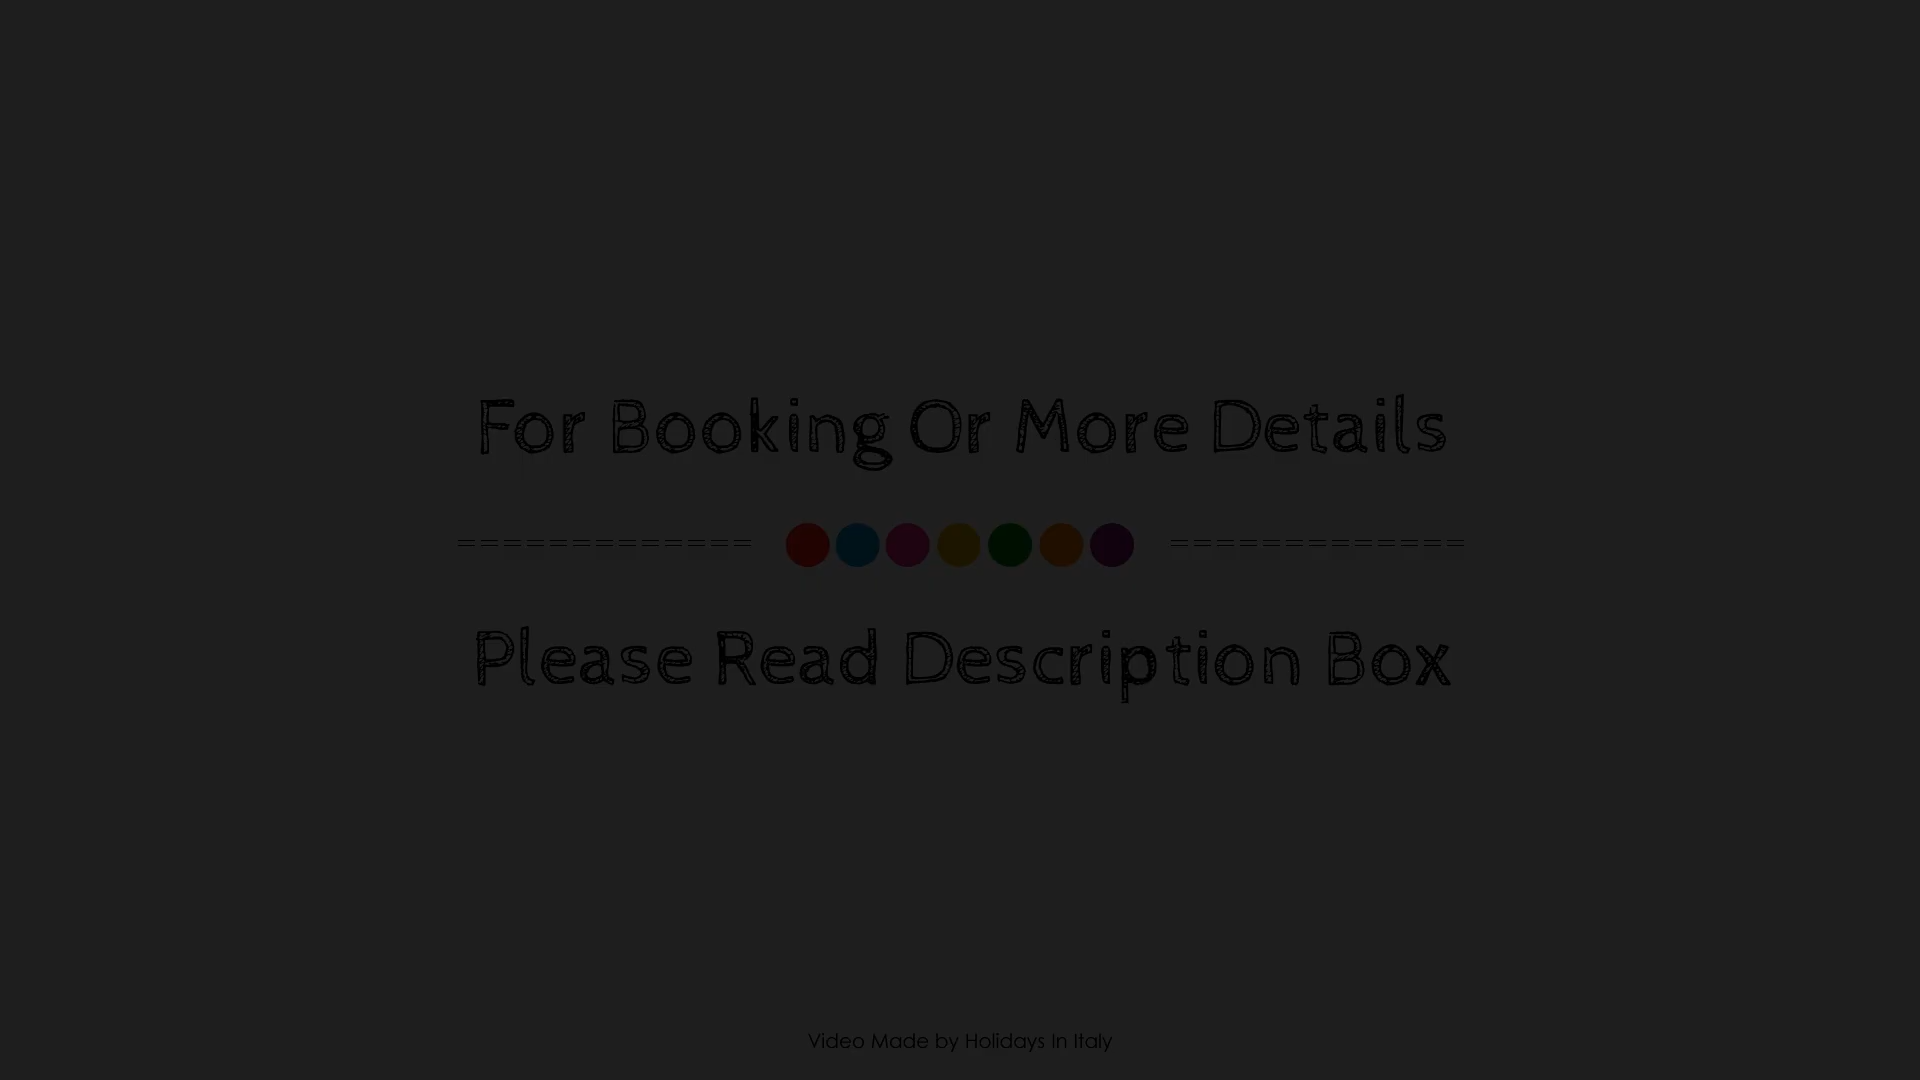 For Booking Or More Details
============= =============
Please Read Description Box
Video Made by Holidays In Italy